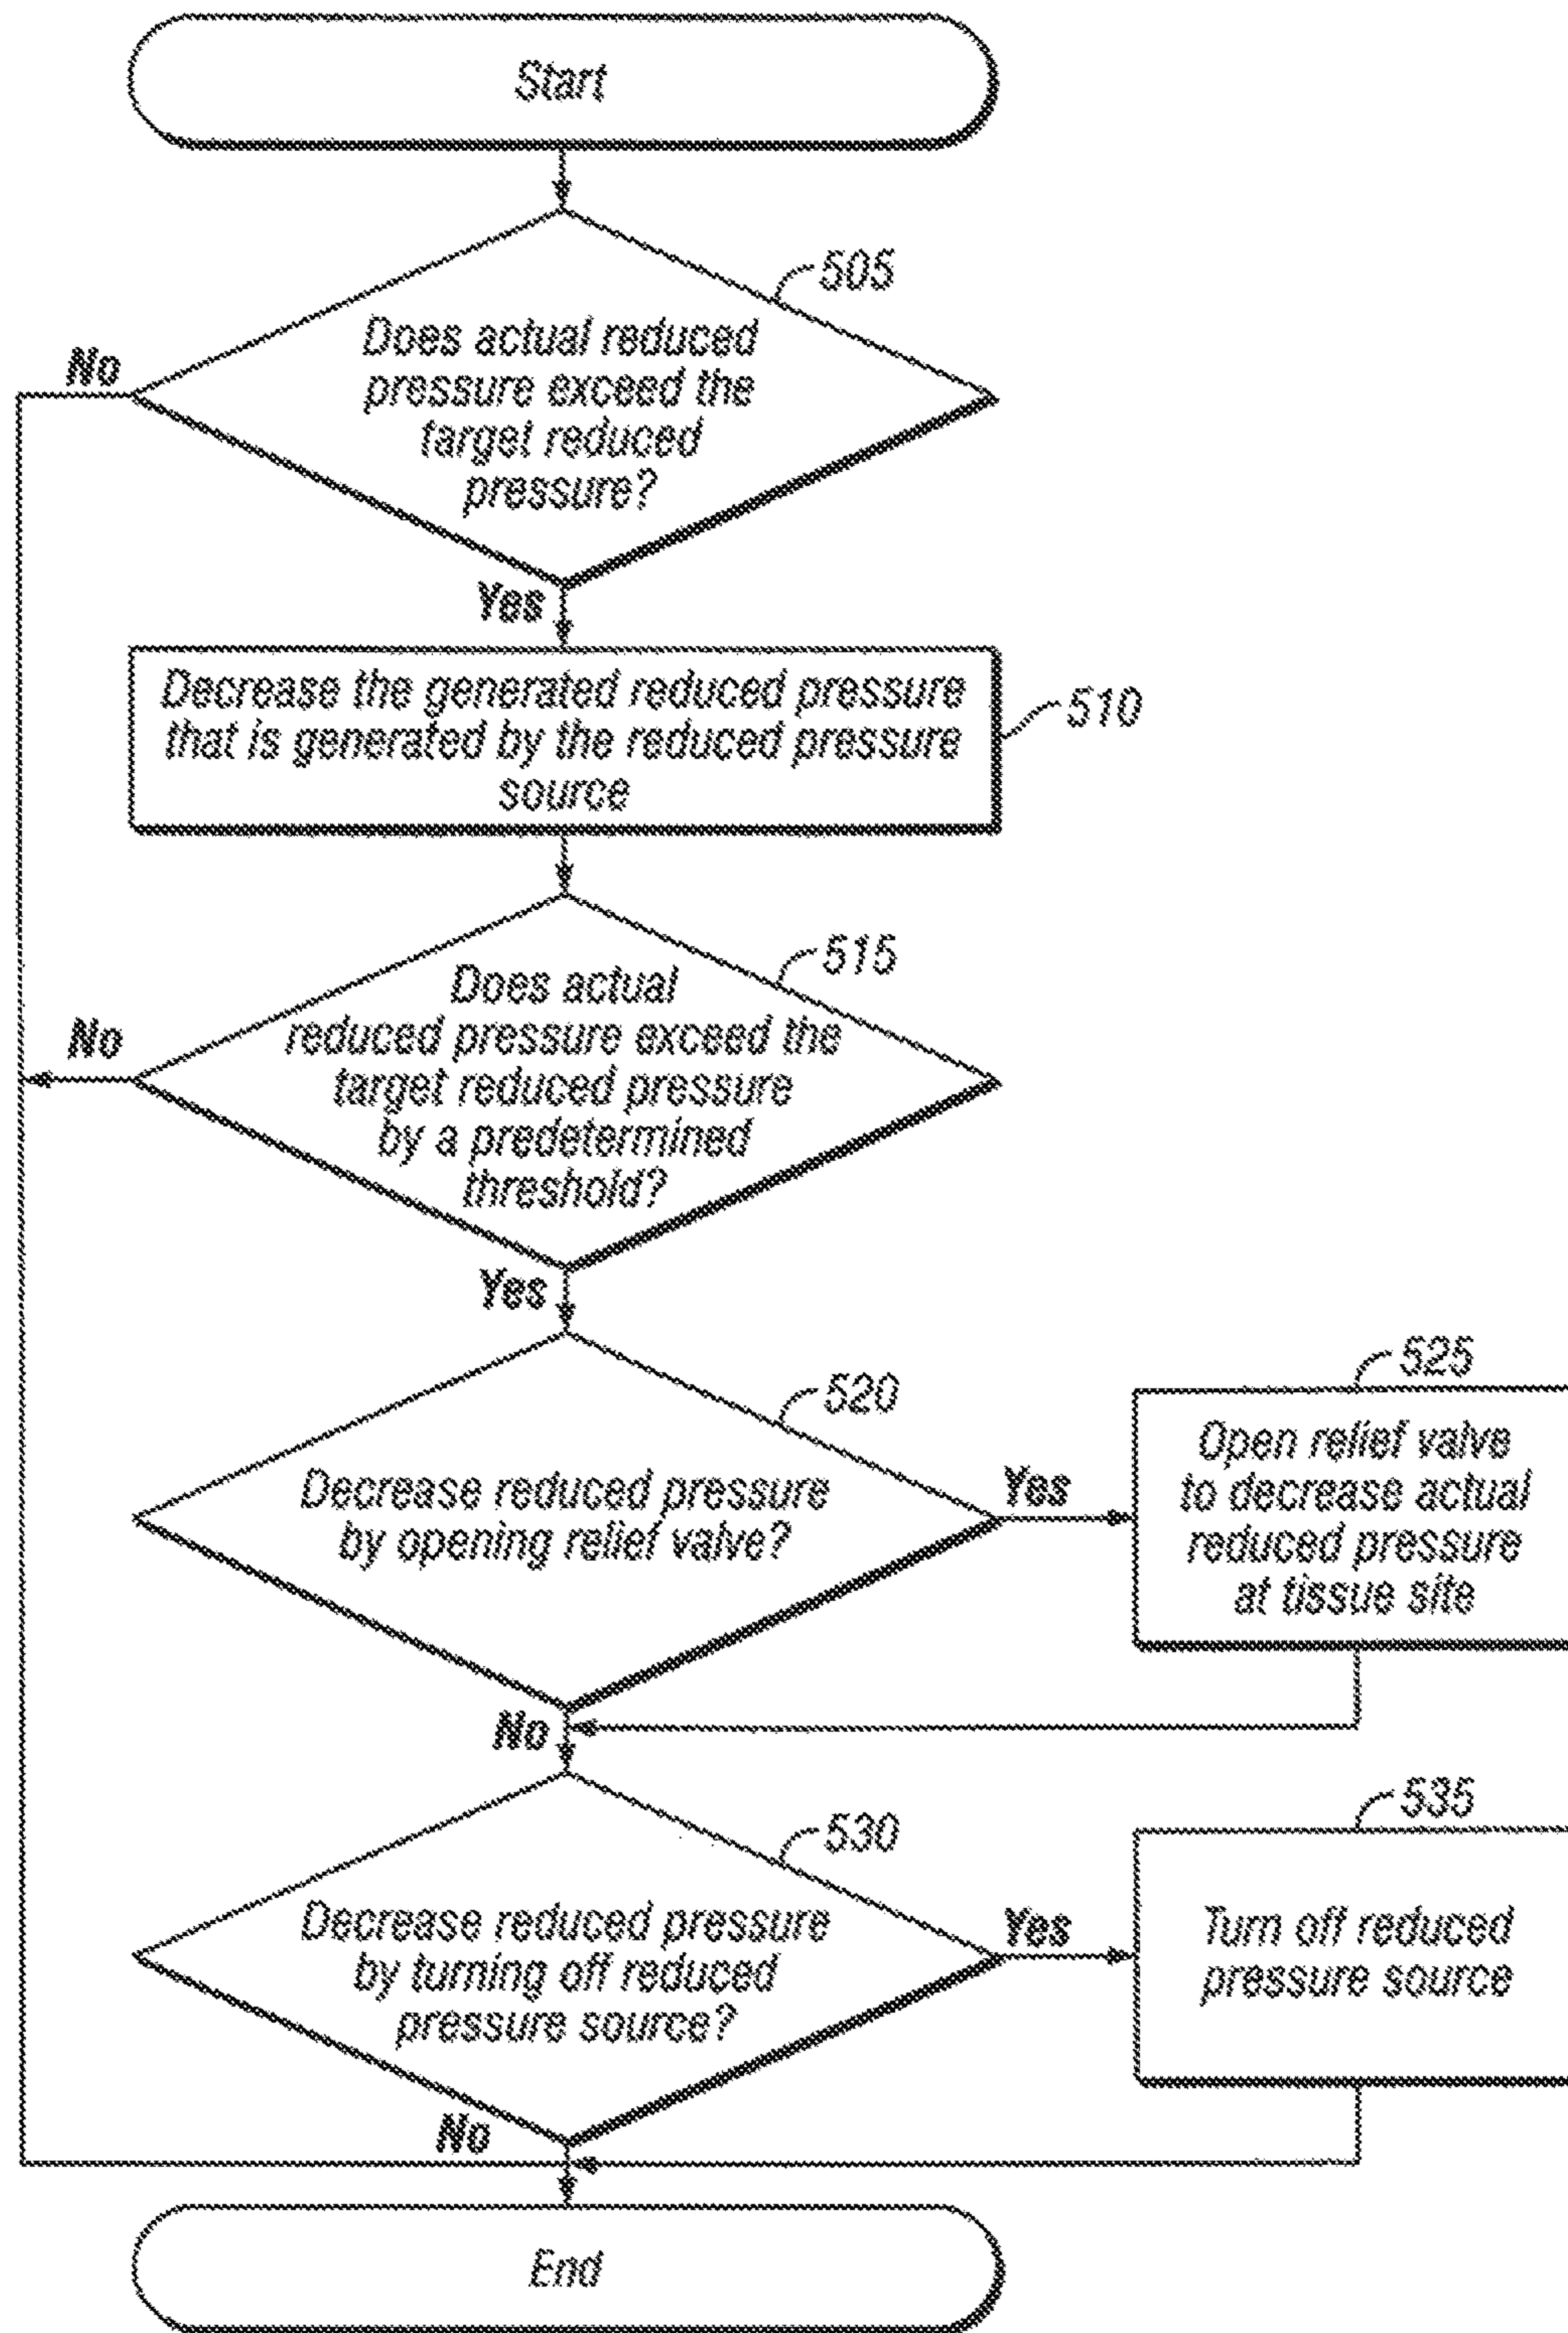 Start
505
Does actual reduced
pressure exceed the
target reduced
pressure?
No
Yes
Decrease the generated reduced pressure
that is generated by the reduced pressure
source
510
515
Does actual
reduced pressure exceed the
target reduced pressure
by a predetermined
threshold?
No
Yes
520
Decrease reduced pressure
by opening relief valve?
Yes
525
Open relief valve
to decrease actual
reduced pressure
at tissue site
No
530
Decrease reduced pressure
by turning off reduced
pressure source?
Yes
535
Turn off reduced
pressure source
No
End